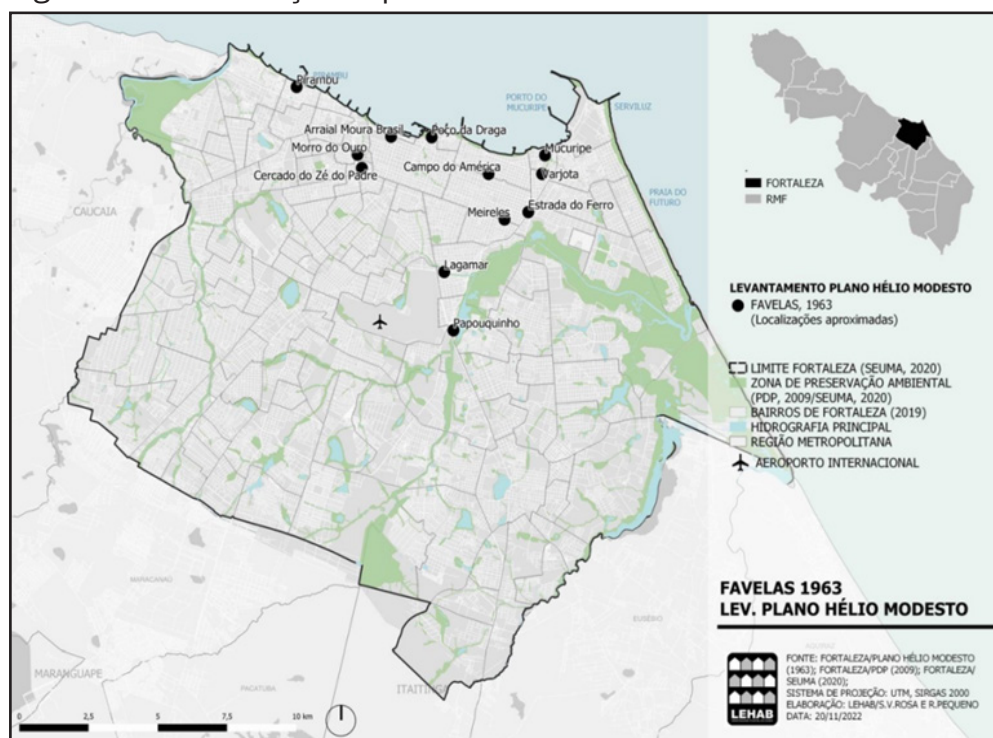 PIRAMBU
Pirambu
PORTO DO
MUCURIPE
SERVILUZ
Arraial Moura Brasil
Poço da Draga
Morro do Ouro
Mucuripe
Cercado do Zé do Padre
Campo do América
Varjota
PRAIA DO
FUTURO
Meireles
Estrada do Ferro
CAUCAIA
Lagamar
Papouquinho
MARACANAÚ
EUSÉBIO
MARANGUAPE
PACATUBA
ITAITINGA
AQUIRAZ
0 2,5 5 7,5 10 km
FORTALEZA
RMF
LEVANTAMENTO PLANO HÉLIO MODESTO
FAVELAS, 1963
(Localizações aproximadas)
LIMITE FORTALEZA (SEUMA, 2020)
ZONA DE PRESERVAÇÃO AMBIENTAL
(PDP, 2009/SEUMA, 2020)
BAIRROS DE FORTALEZA (2019)
HIDROGRAFIA PRINCIPAL
REGIÃO METROPOLITANA
AEROPORTO INTERNACIONAL
FAVELAS 1963
LEV. PLANO HÉLIO MODESTO
LEHAB
FONTE: FORTALEZA/PLANO HÉLIO MODESTO
(1963); FORTALEZA/PDP (2009); FORTALEZA/
SEUMA (2020);
SISTEMA DE PROJEÇÃO: UTM, SIRGAS 2000
ELABORAÇÃO: LEHAB/S.V.ROSA E R.PEQUENO
DATA: 20/11/2022